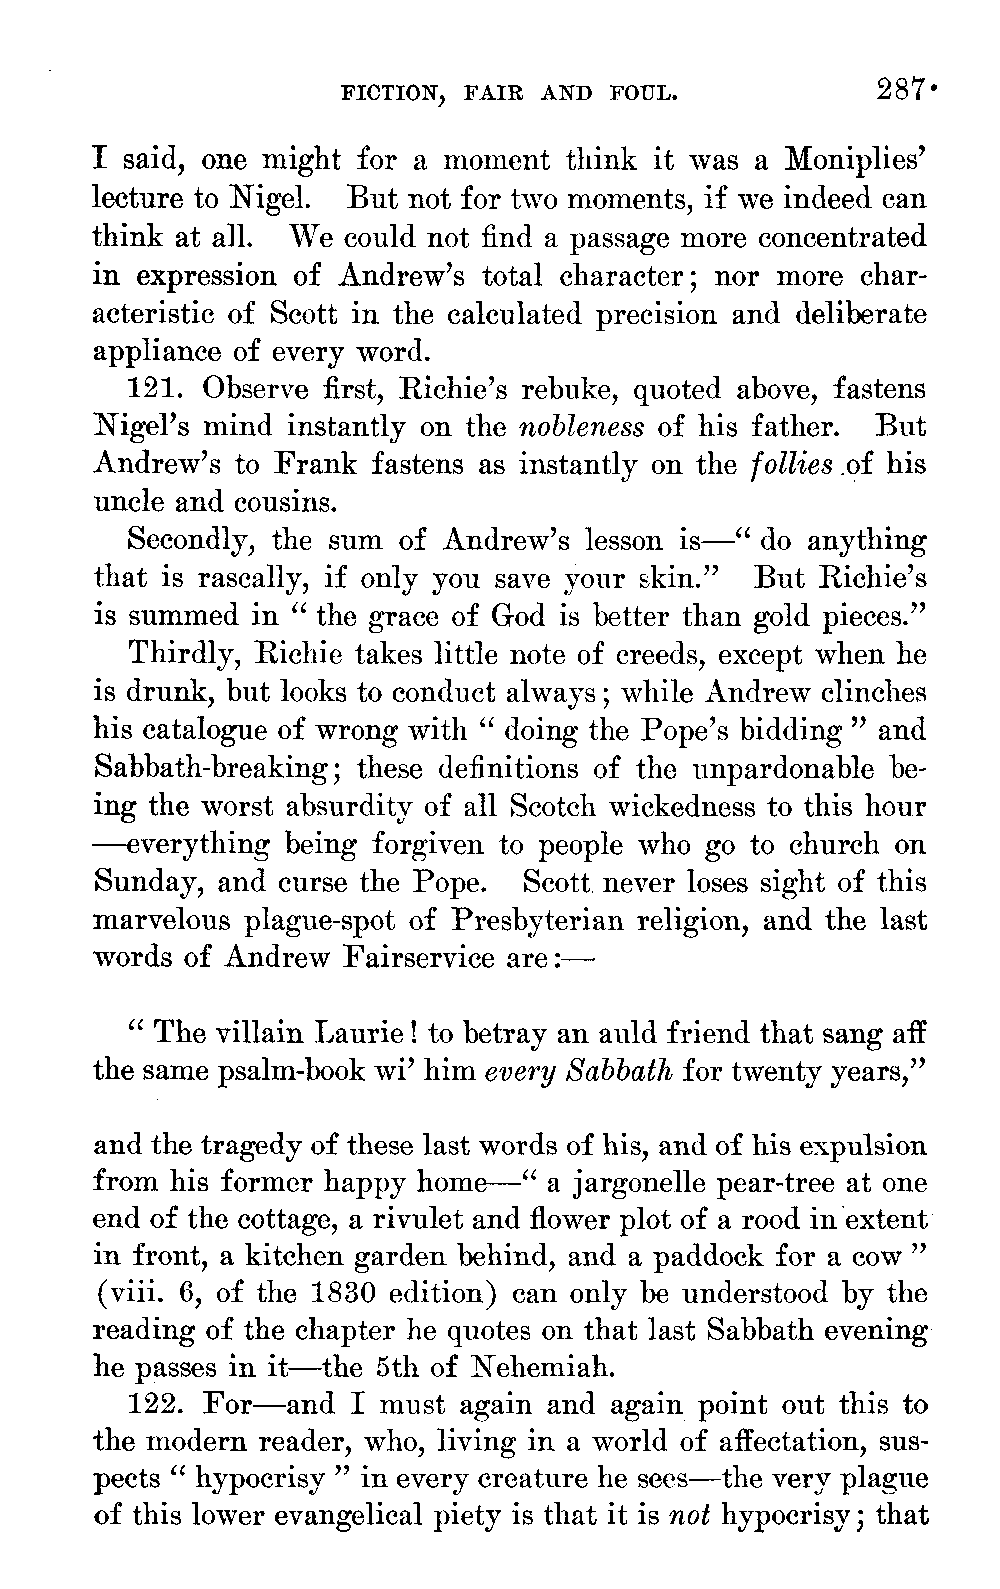 FICTION, FAIR AND FOUL. 287·
I said, one might for a moment think it was a Moniplies’
lecture to Nigel. But not for two moments, if we indeed can
think at all. We could not find a passage more concentrated
in expression of Andrew’s total character; nor more char-
acteristic of Scott in the calculated precision and deliberate
appliance of every word.
121. Observe first, Richie’s rebuke, quoted above, fastens
Nigel’s mind instantly on the nobleness of his father. But
Andrew’s to Frank fastens as instantly on the follies .of his
uncle and cousins.
Secondly, the sum of Andrew’s lesson is—“ do anything
that is rascally, if only you save your skin.” But Richie’s
is summed in “ the grace of God is better than gold pieces.”
Thirdly, Richie takes little note of creeds, except when he
is drunk, but looks to conduct always; while Andrew clinches
his catalogue of wrong with “ doing the Pope’s bidding ” and
Sabbath-breaking; these definitions of the unpardonable be-
ing the worst absurdity of all Scotch wickedness to this hour
—everything being forgiven to people who go to church on
Sunday, and curse the Pope. Scott never loses sight of this
marvelous plague-spot of Presbyterian religion, and the last
words of Andrew Fairservice are:—
“ The villain Laurie! to betray an auld friend that sang aff
the same psalm-book wi’ him every Sabbath for twenty years,”
and the tragedy of these last words of his, and of his expulsion
from his former happy home—“ a jargonelle pear-tree at one
end of the cottage, a rivulet and flower plot of a rood in extent
in front, a kitchen garden behind, and a paddock for a cow ”
(viii. 6, of the 1830 edition) can only be understood by the
reading of the chapter he quotes on that last Sabbath evening
he passes in it—the 5th of Nehemiah.
122. For—and I must again and again point out this to
the modern reader, who, living in a world of affectation, sus-
pects “ hypocrisy ” in every creature he sees—the very plague
of this lower evangelical piety is that it is not hypocrisy; that